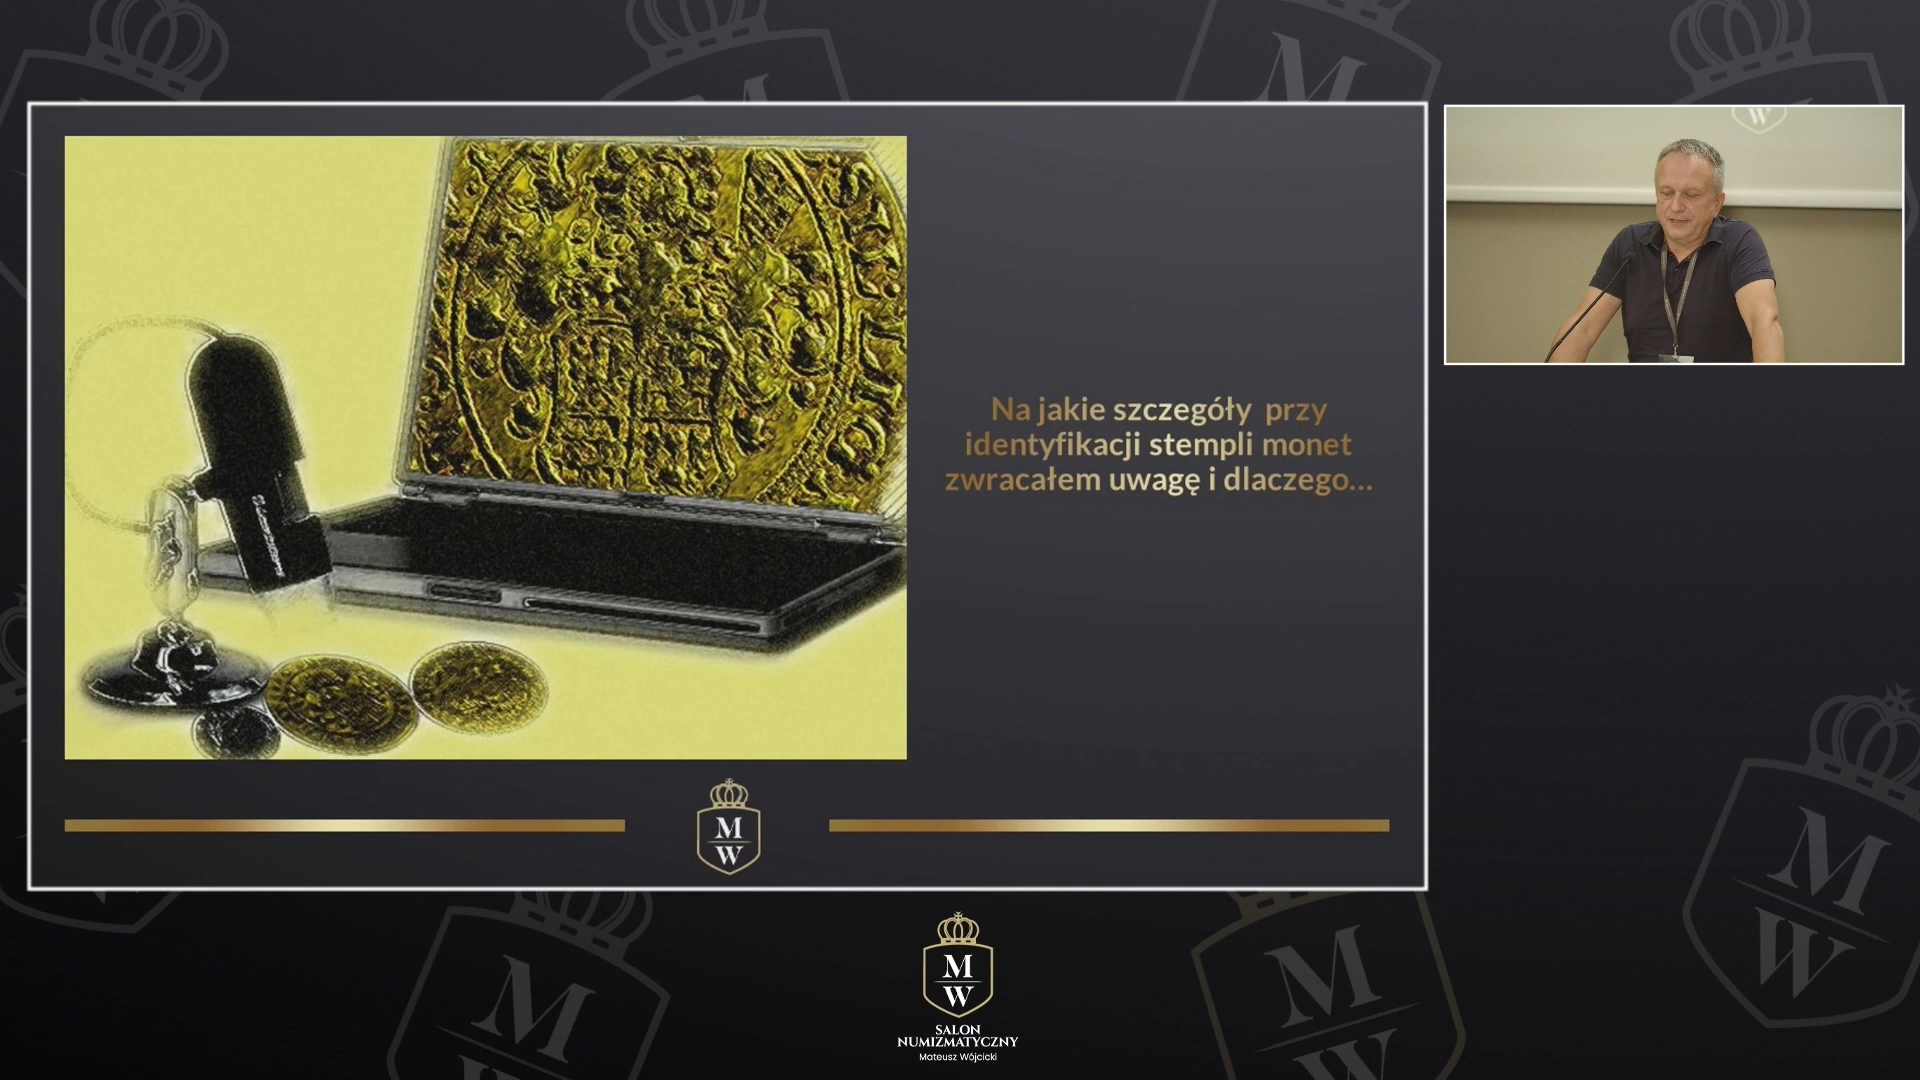 Na jakie szczegóły przy
identyfikacji stempli monet
zwracałem uwagę i dlaczego...
M
W
M
W
SALON
NUMIZMATYCZNY
Mateusz Wójcicki
W
M
M
W
M
W
M
W